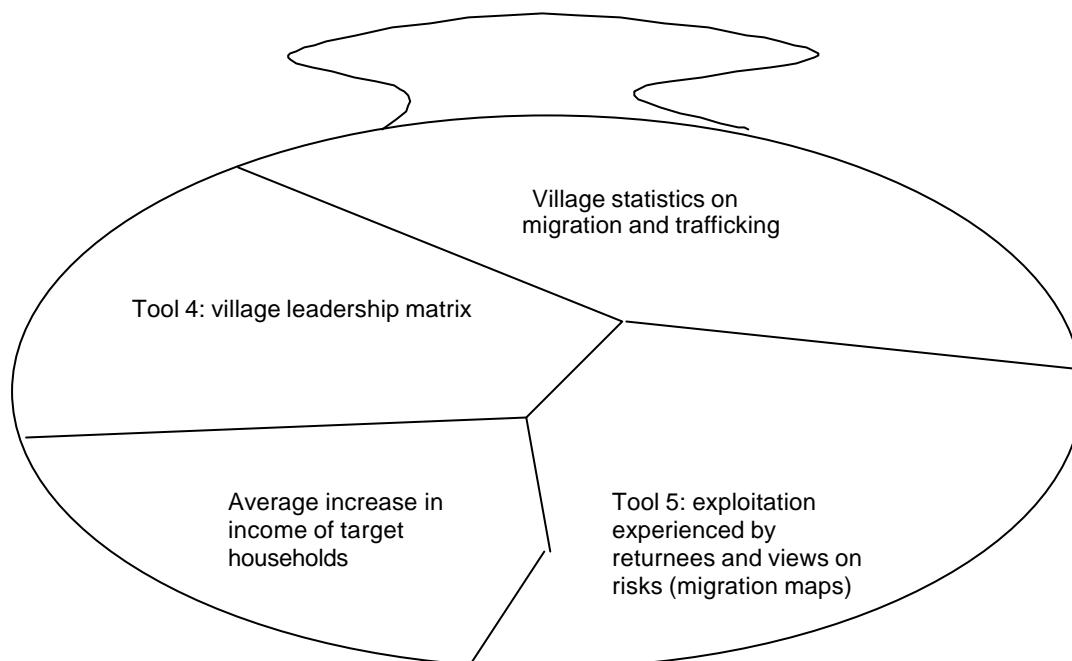 Village statistics on
migration and trafficking
Tool 4: village leadership matrix
Average increase in
income of target
households
Tool 5: exploitation
experienced by
returnees and views on
risks (migration maps)